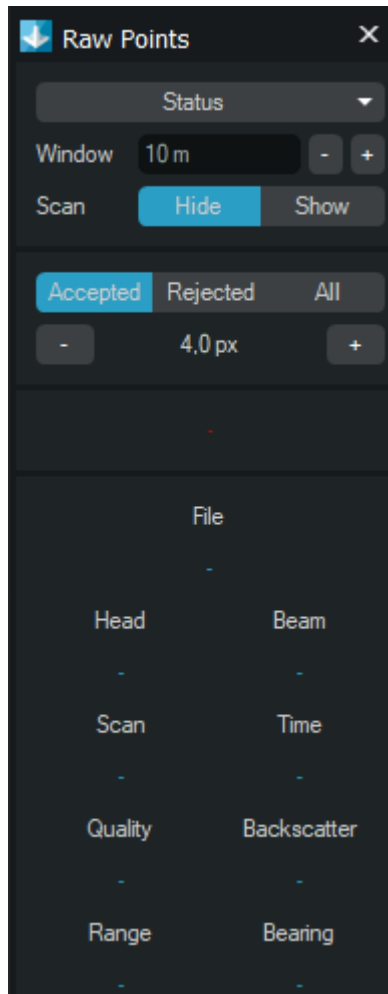 Raw Points ×
Status
Window 10 m - +
Scan Hide Show
Accepted Rejected All
- 4,0 px +
-
File
-
Head Beam
- -
Scan Time
- -
Quality Backscatter
- -
Range Bearing
- -